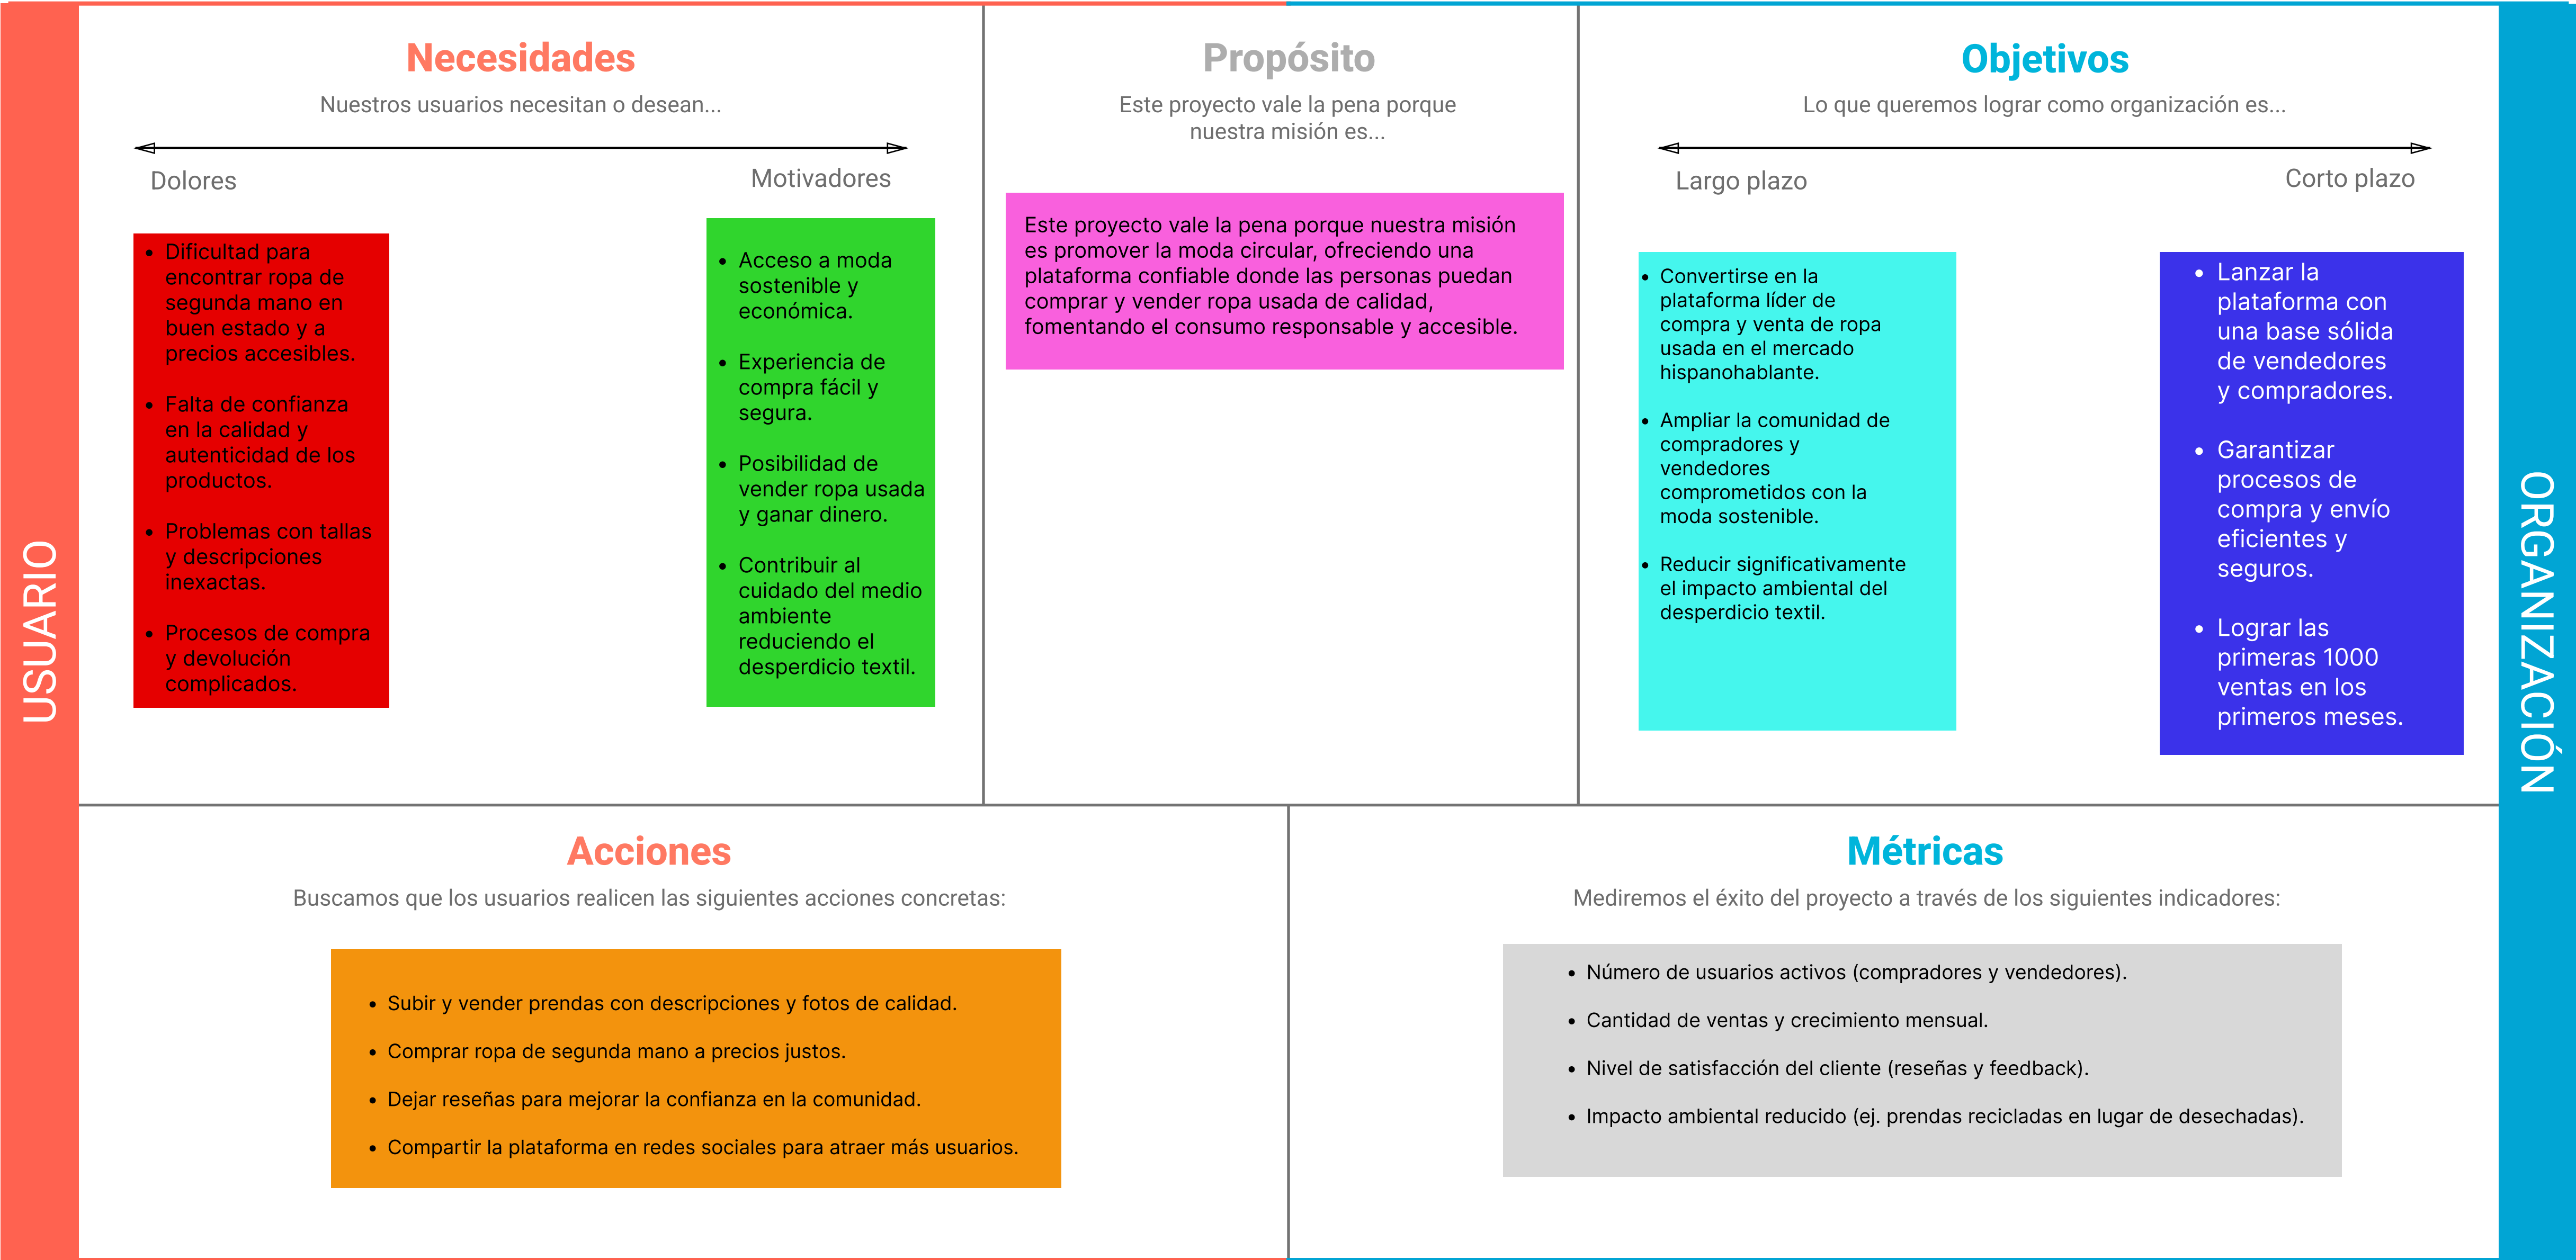 USUARIO
Necesidades
Nuestros usuarios necesitan o desean...
Dolores
Motivadores
• Dificultad para
encontrar ropa de
segunda mano en
buen estado y a
precios accesibles.
• Falta de confianza
en la calidad y
autenticidad de los
productos.
• Problemas con tallas
y descripciones
inexactas.
• Procesos de compra
y devolución
complicados.
• Acceso a moda
sostenible y
económica.
• Experiencia de
compra fácil y
segura.
• Posibilidad de
vender ropa usada
y ganar dinero.
• Contribuir al
cuidado del medio
ambiente
reduciendo el
desperdicio textil.
Propósito
Este proyecto vale la pena porque
nuestra misión es...
Este proyecto vale la pena porque nuestra misión
es promover la moda circular, ofreciendo una
plataforma confiable donde las personas puedan
comprar y vender ropa usada de calidad,
fomentando el consumo responsable y accesible.
Objetivos
Lo que queremos lograr como organización es...
Largo plazo
Corto plazo
• Convertirse en la
plataforma líder de
compra y venta de ropa
usada en el mercado
hispanohablante.
• Ampliar la comunidad de
compradores y
vendedores
comprometidos con la
moda sostenible.
• Reducir significativamente
el impacto ambiental del
desperdicio textil.
• Lanzar la
plataforma con
una base sólida
de vendedores
y compradores.
• Garantizar
procesos de
compra y envío
eficientes y
seguros.
• Lograr las
primeras 1000
ventas en los
primeros meses.
ORGANIZACIÓN
Acciones
Buscamos que los usuarios realicen las siguientes acciones concretas:
• Subir y vender prendas con descripciones y fotos de calidad.
• Comprar ropa de segunda mano a precios justos.
• Dejar reseñas para mejorar la confianza en la comunidad.
• Compartir la plataforma en redes sociales para atraer más usuarios.
Métricas
Mediremos el éxito del proyecto a través de los siguientes indicadores:
• Número de usuarios activos (compradores y vendedores).
• Cantidad de ventas y crecimiento mensual.
• Nivel de satisfacción del cliente (reseñas y feedback).
• Impacto ambiental reducido (ej. prendas recicladas en lugar de desechadas).